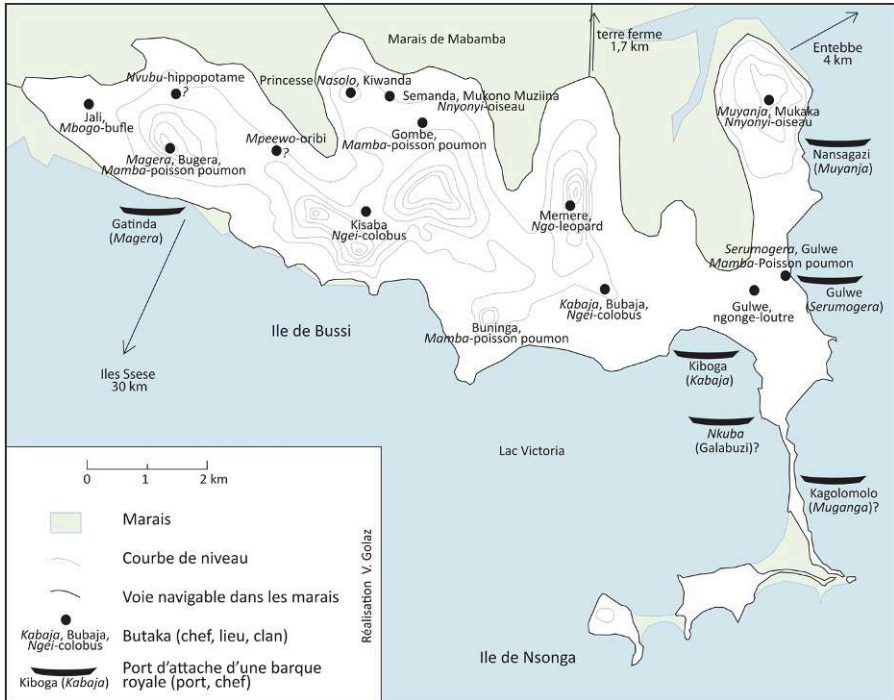 Marais de Mabamba
terre ferme
1,7 km
Entebbe
4 km
Nvubu-hippopotame
?
Princesse Nasolo, Kiwanda
Semanda, Mukono Muziina
Nnyonyi-oiseau
Jali,
Mbogo-bufle
Gombe,
Mamba-poisson poumon
Muyanja, Mukaka
Nnyonyi-oiseau
Mpeewo-oribi
?
Magera, Bugera,
Mamba-poisson poumon
Nansagazi
(Muyanja)
Gatinda
(Magera)
Kisaba
Ngei-colobus
Memere,
Ngo-leopard
Serumogera, Gulwe
Mamba-Poisson poumon
Gulwe
(Serumogera)
Gulwe,
ngonge-loutre
Kabaja, Bubaja,
Ngei-colobus
Buninga,
Mamba-poisson poumon
Ile de Bussi
Iles Ssese
30 km
Kiboga
(Kabaja)
Nkuba
(Galabuzi)?
Lac Victoria
Kagolomolo
(Muganga)?
Ile de Nsonga
0 1 2 km
Marais
Courbe de niveau
Voie navigable dans les marais
Kabaja, Bubaja,
Ngei-colobus
Butaka (chef, lieu, clan)
Kiboga (Kabaja)
Port d'attache d'une barque
royale (port, chef)
Réalisation V. Golaz